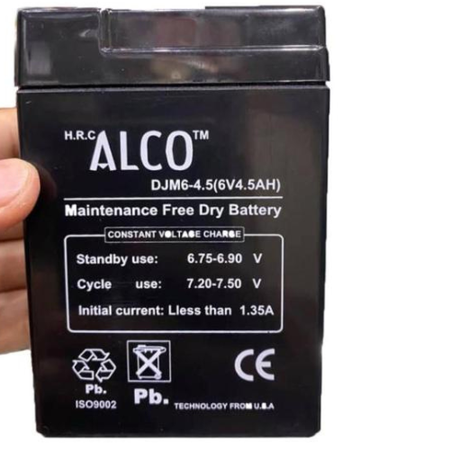 H.R.C ALCO™
DJM6-4.5(6V4.5AH)
Maintenance Free Dry Battery
CONSTANT VOLTAGE CHARGE
Standby use: 6.75-6.90 V
Cycle use: 7.20-7.50 V
Initial current: Lless than 1.35A
Pb.
ISO9002
Pb.
CE
TECHNOLOGY FROM U.S.A